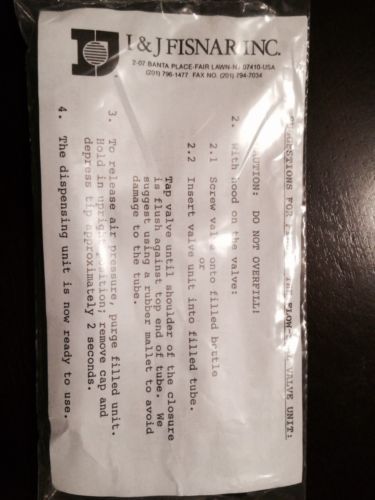 I & J FISNAR INC.
2-07 BANTA PLACE-FAIR LAWN-NJ 07410-USA
(201) 796-1477 FAX NO. (201) 794-7034
FOR FLOW VALVE UNIT:
CAUTION: DO NOT OVERFILL!
2. With hood on the valve:
2.1 Screw valve onto filled bottle
or
2.2 Insert valve unit into filled tube.
Tap valve until shoulder of the closure
is flush against top end of tube. We
suggest using a rubber mallet to avoid
damage to the tube.
3. To release air pressure, purge filled unit.
Hold in upright position; remove cap and
depress tip approximately 2 seconds.
4. The dispensing unit is now ready to use.